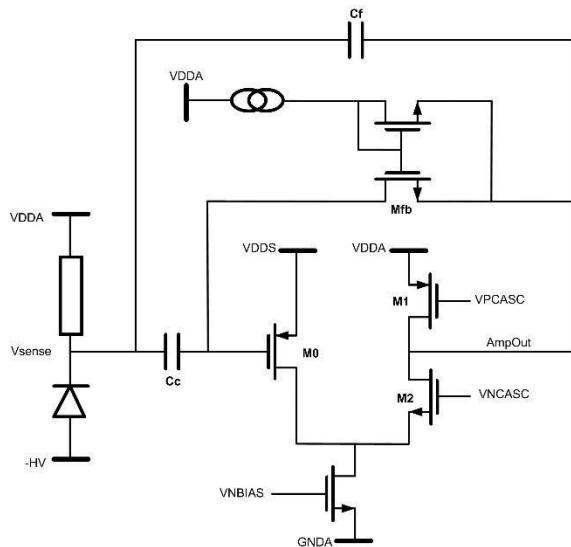 Cf
VDDA
Mfb
VDDA
VDDS
VDDA
M1
VPCASC
Vsense
Cc
M0
AmpOut
M2
VNCASC
-HV
VNBIAS
GNDA